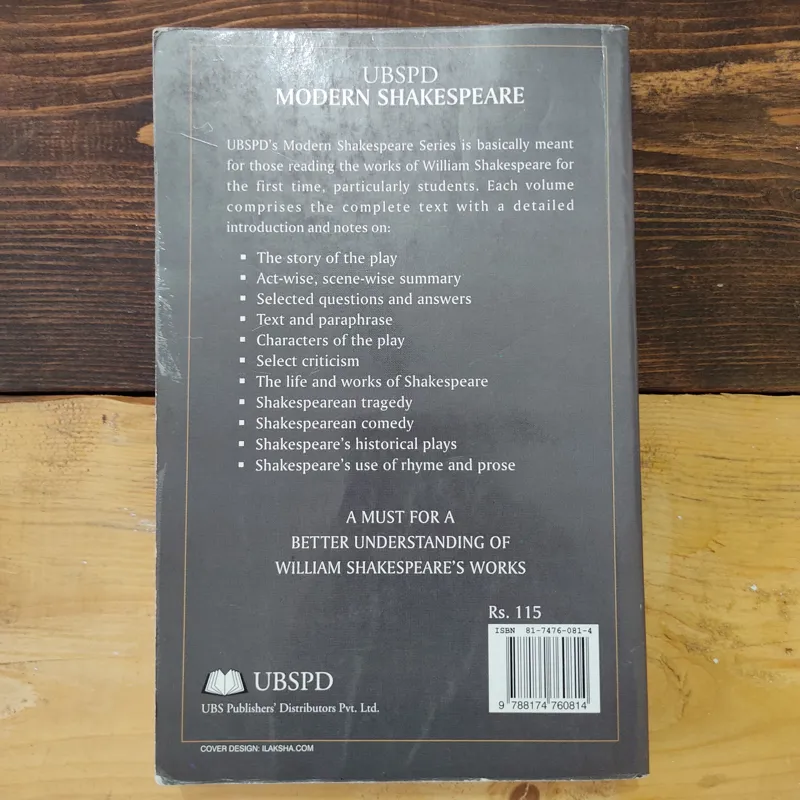 UBSPD
MODERN SHAKESPEARE
UBSPD's Modern Shakespeare Series is basically meant
for those reading the works of William Shakespeare for
the first time, particularly students. Each volume
comprises the complete text with a detailed
introduction and notes on:
▪ The story of the play
▪ Act-wise, scene-wise summary
▪ Selected questions and answers
▪ Text and paraphrase
▪ Characters of the play
▪ Select criticism
▪ The life and works of Shakespeare
▪ Shakespearean tragedy
▪ Shakespearean comedy
▪ Shakespeare's historical plays
▪ Shakespeare's use of rhyme and prose
A MUST FOR A
BETTER UNDERSTANDING OF
WILLIAM SHAKESPEARE'S WORKS
Rs. 115
ISBN 81-7476-081-4
9 788174 760814
UBSPD
UBS Publishers' Distributors Pvt. Ltd.
COVER DESIGN: ILAKSHA.COM